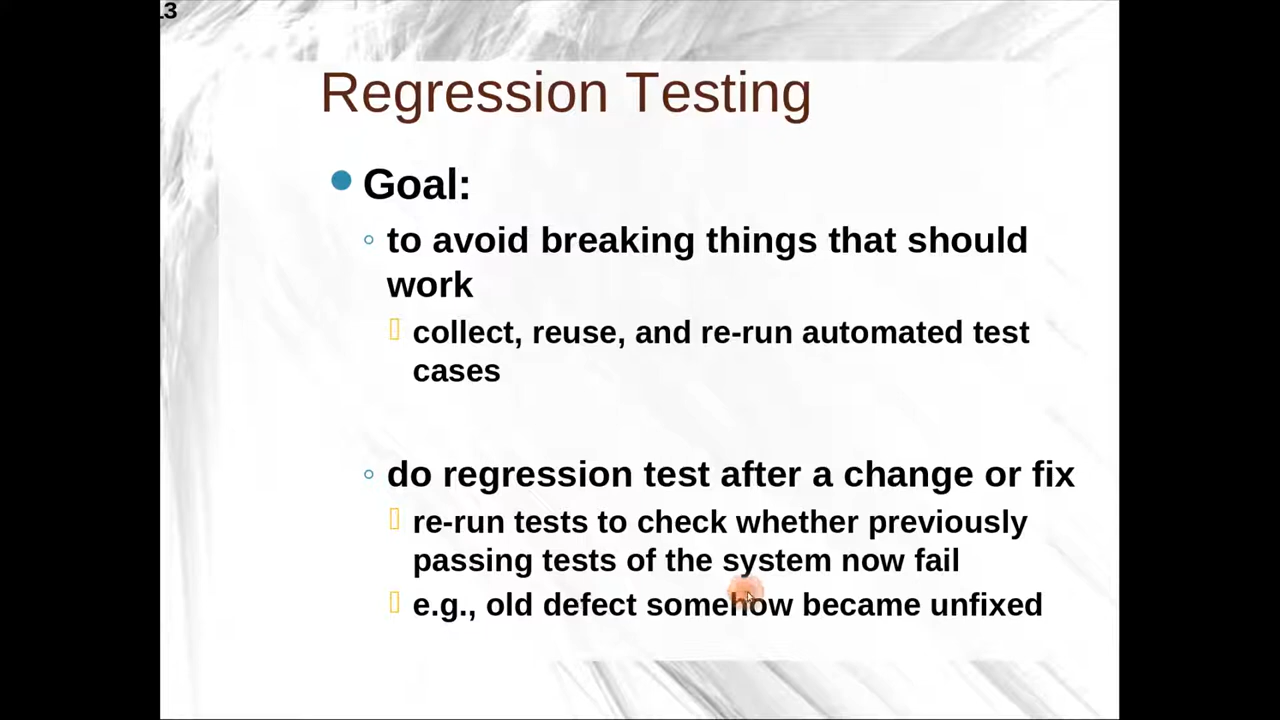 13
Regression Testing
Goal:
to avoid breaking things that should
work
collect, reuse, and re-run automated test
cases
do regression test after a change or fix
re-run tests to check whether previously
passing tests of the system now fail
e.g., old defect somehow became unfixed